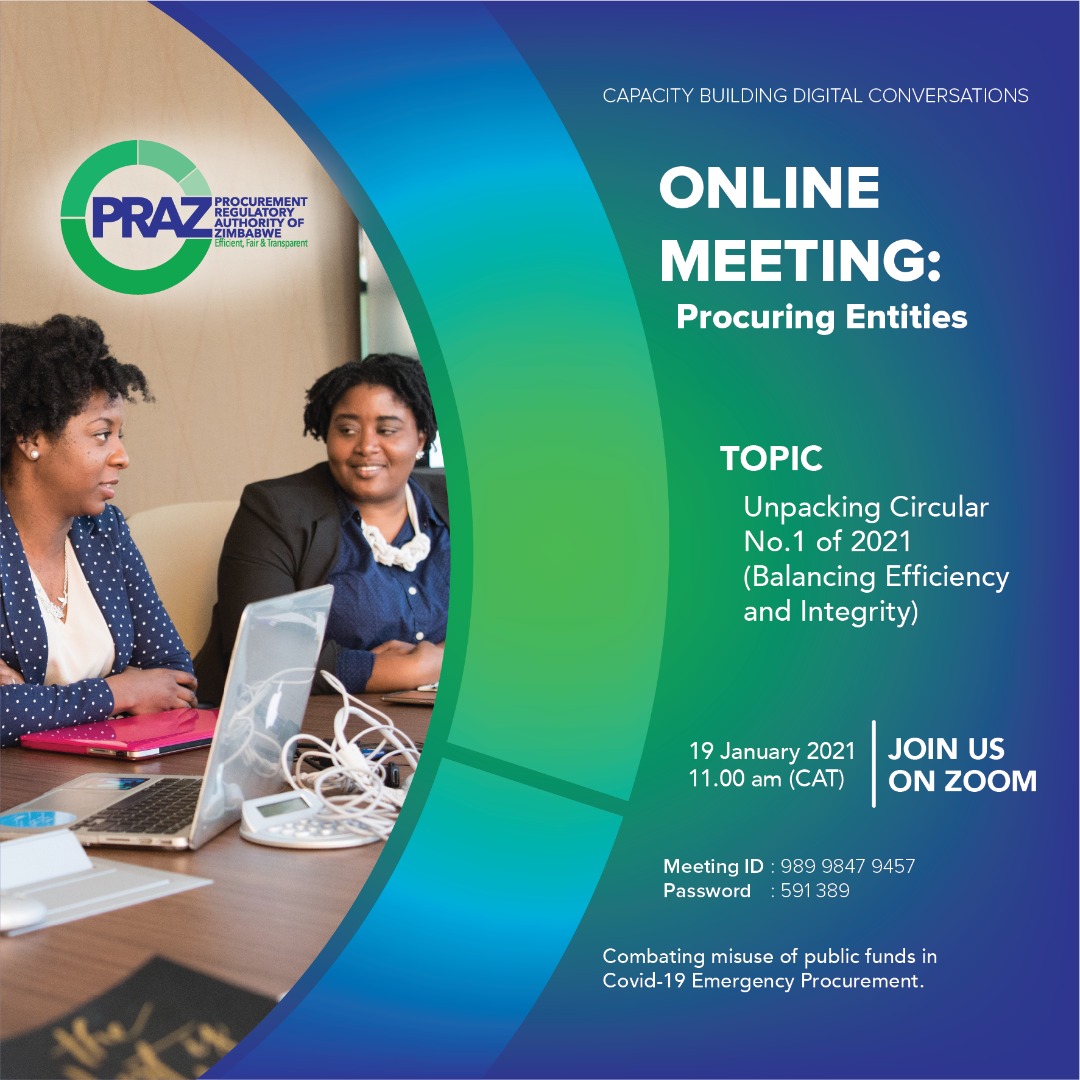 CAPACITY BUILDING DIGITAL CONVERSATIONS
PRAZ
PROCUREMENT
REGULATORY
AUTHORITY OF
ZIMBABWE
Efficient, Fair & Transparent
ONLINE
MEETING:
Procuring Entities
TOPIC
Unpacking Circular
No.1 of 2021
(Balancing Efficiency
and Integrity)
19 January 2021
11.00 am (CAT)
JOIN US
ON ZOOM
Meeting ID : 989 9847 9457
Password : 591 389
Combating misuse of public funds in
Covid-19 Emergency Procurement.
the